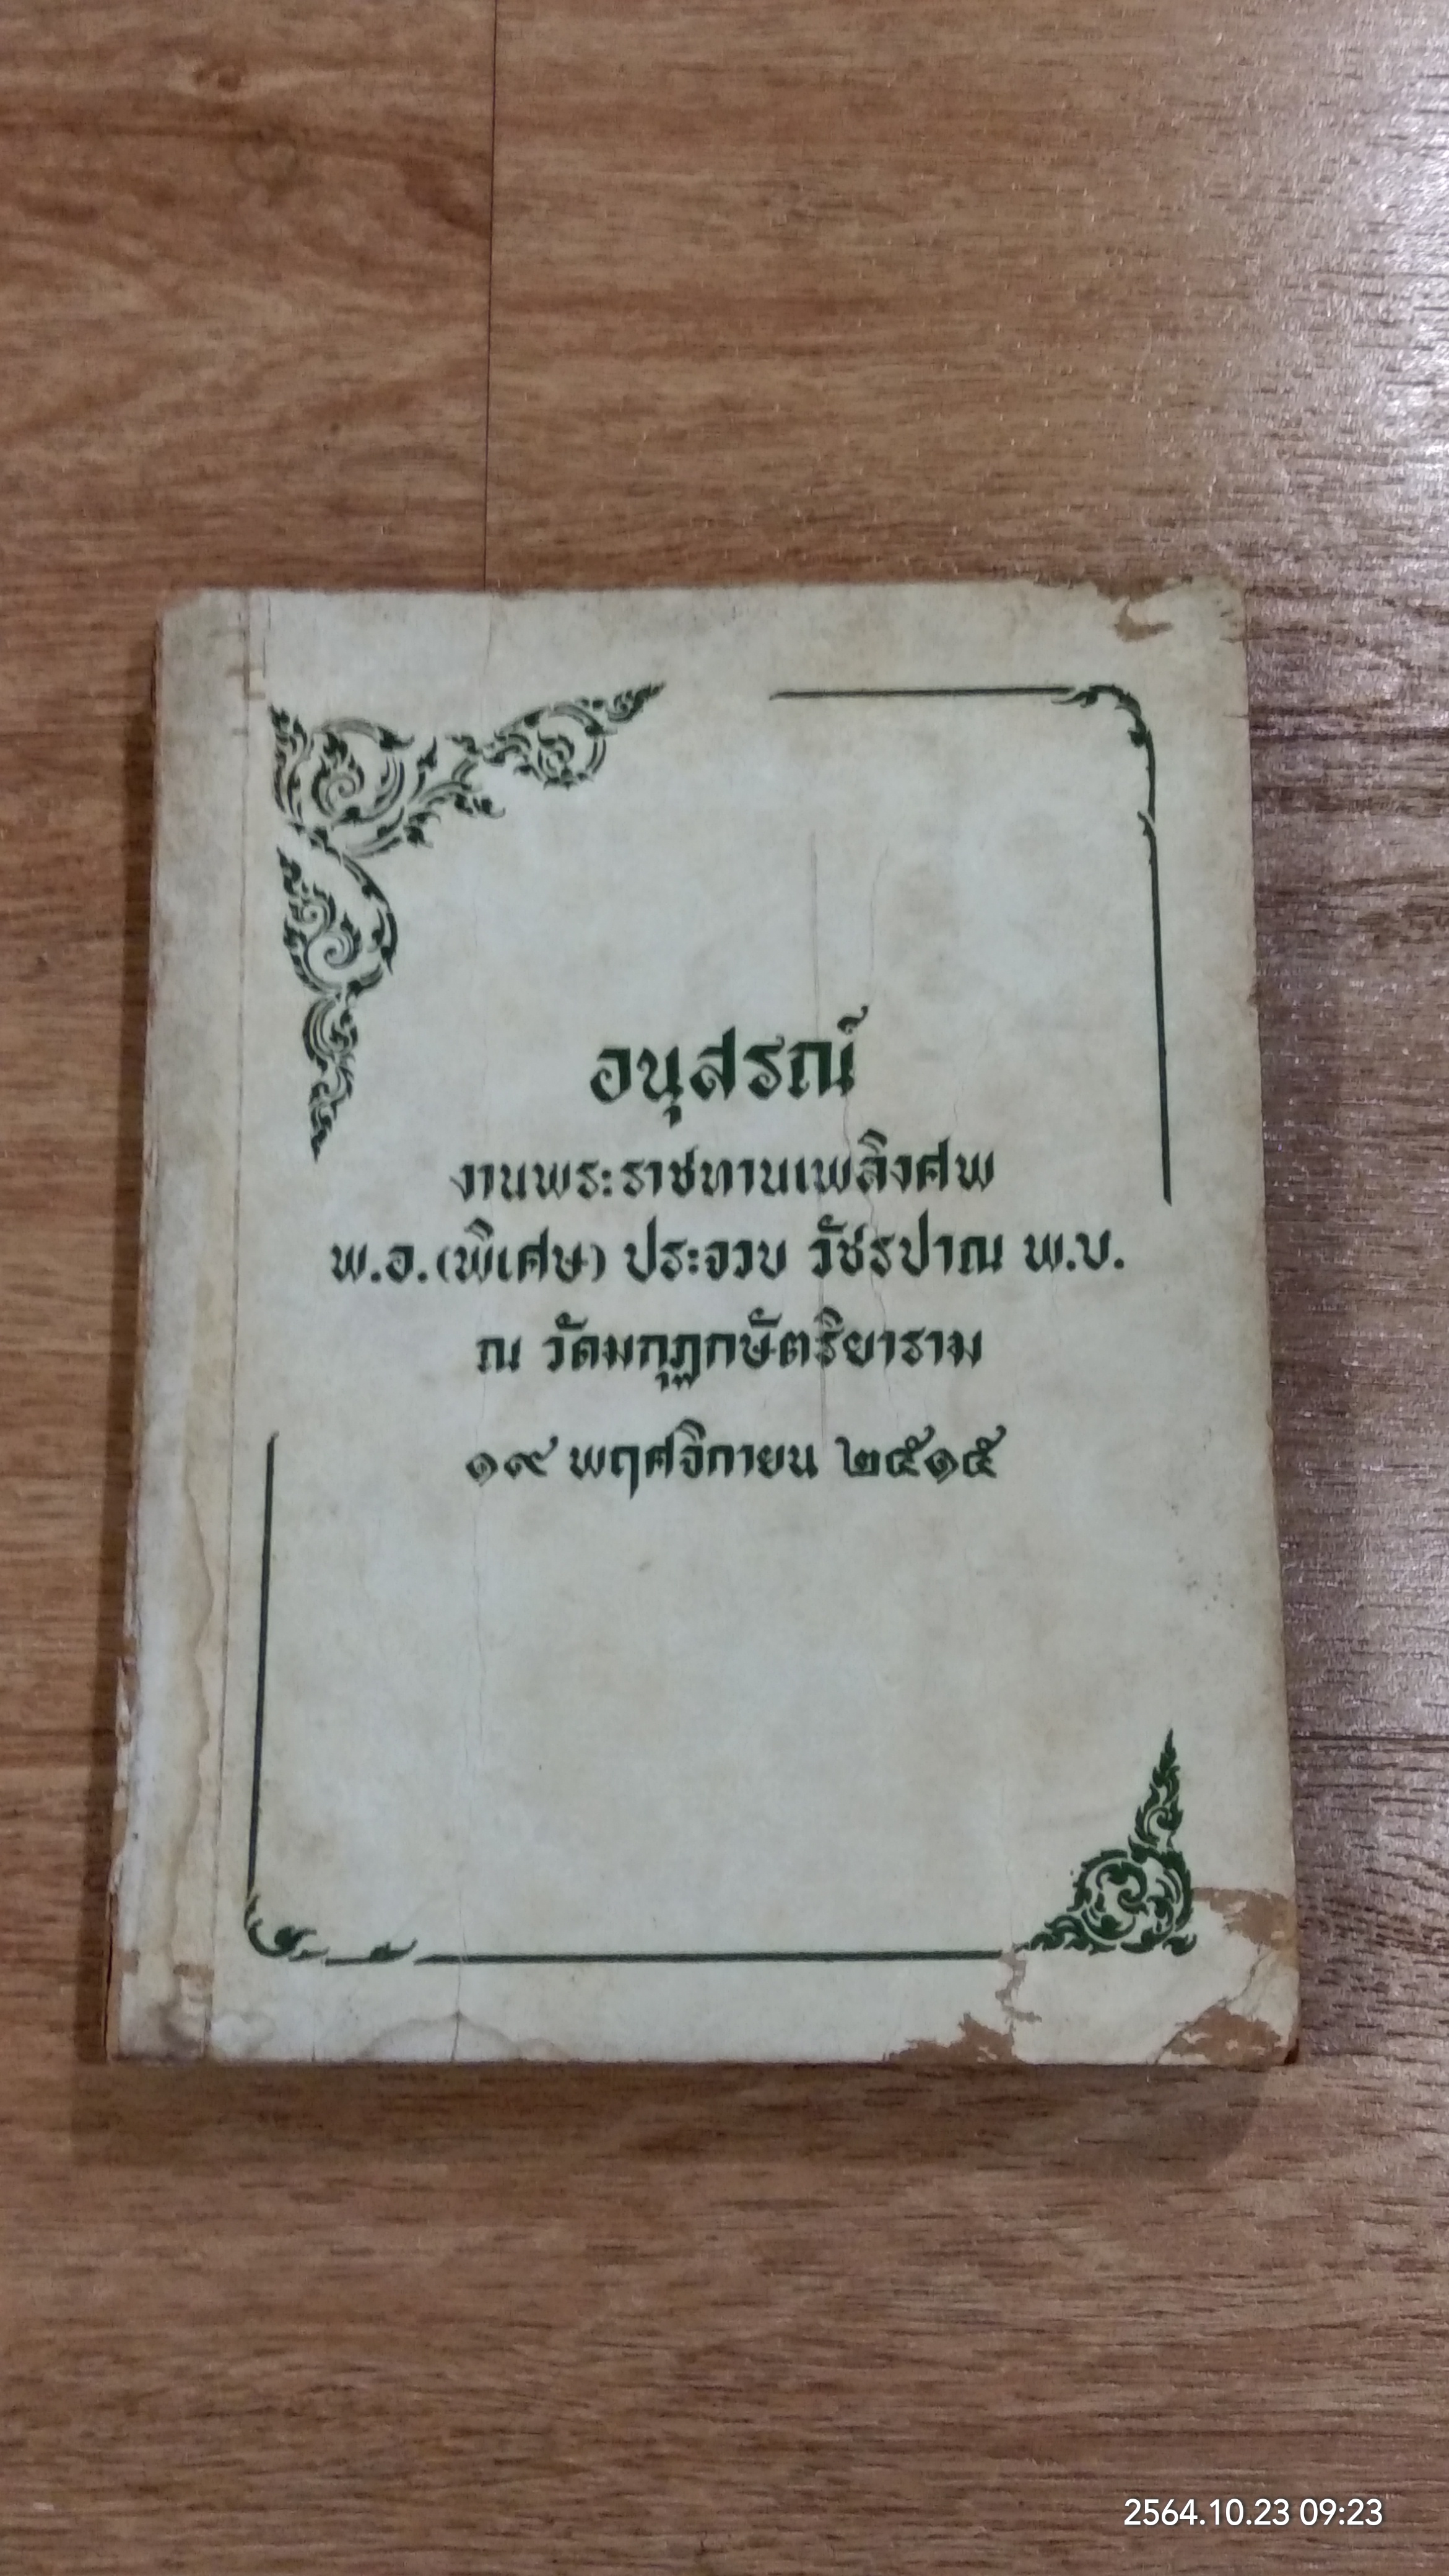 อนุสรณ์
งานพระราชทานเพลิงศพ
พ.อ.(พิเศษ) ประจวบ วัชรปาณ พ.บ.
ณ วัดมกุฏกษัตริยาราม
๑๙ พฤศจิกายน ๒๕๑๕
2564.10.23 09:23